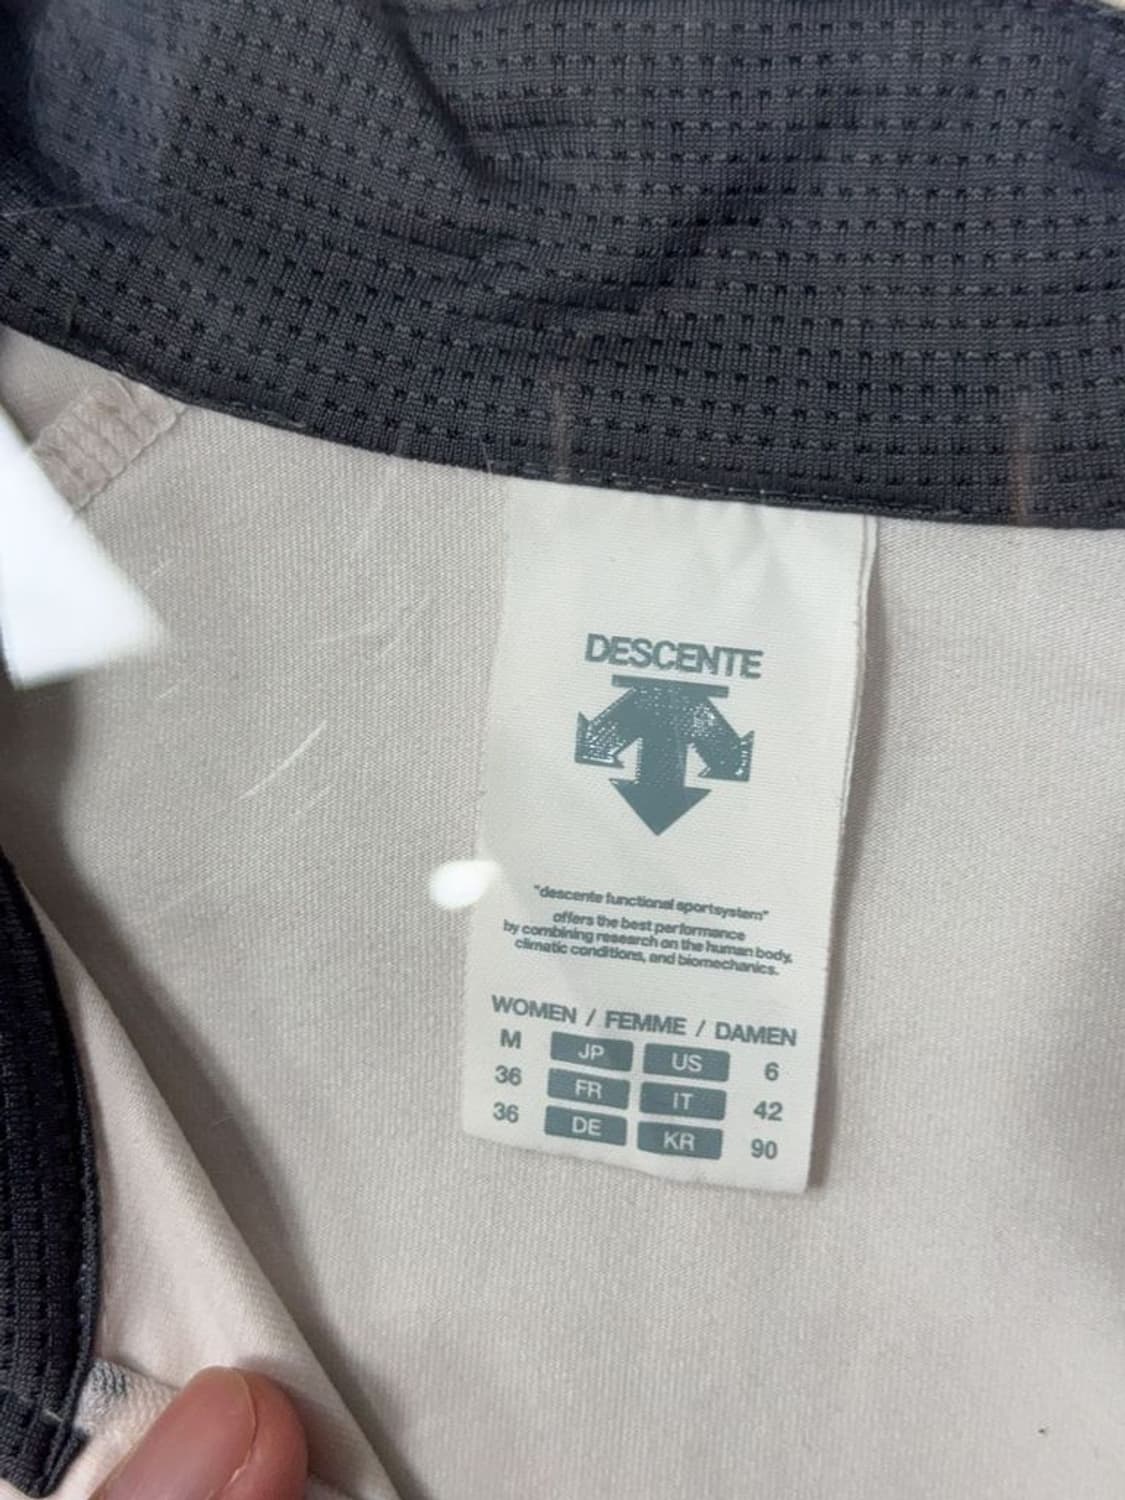 DESCENTE
"descente functional sportsystem"
offers the best performance
by combining research on the human body,
climatic conditions, and biomechanics.
WOMEN / FEMME / DAMEN
M JP US 6
36 FR IT 42
36 DE KR 90